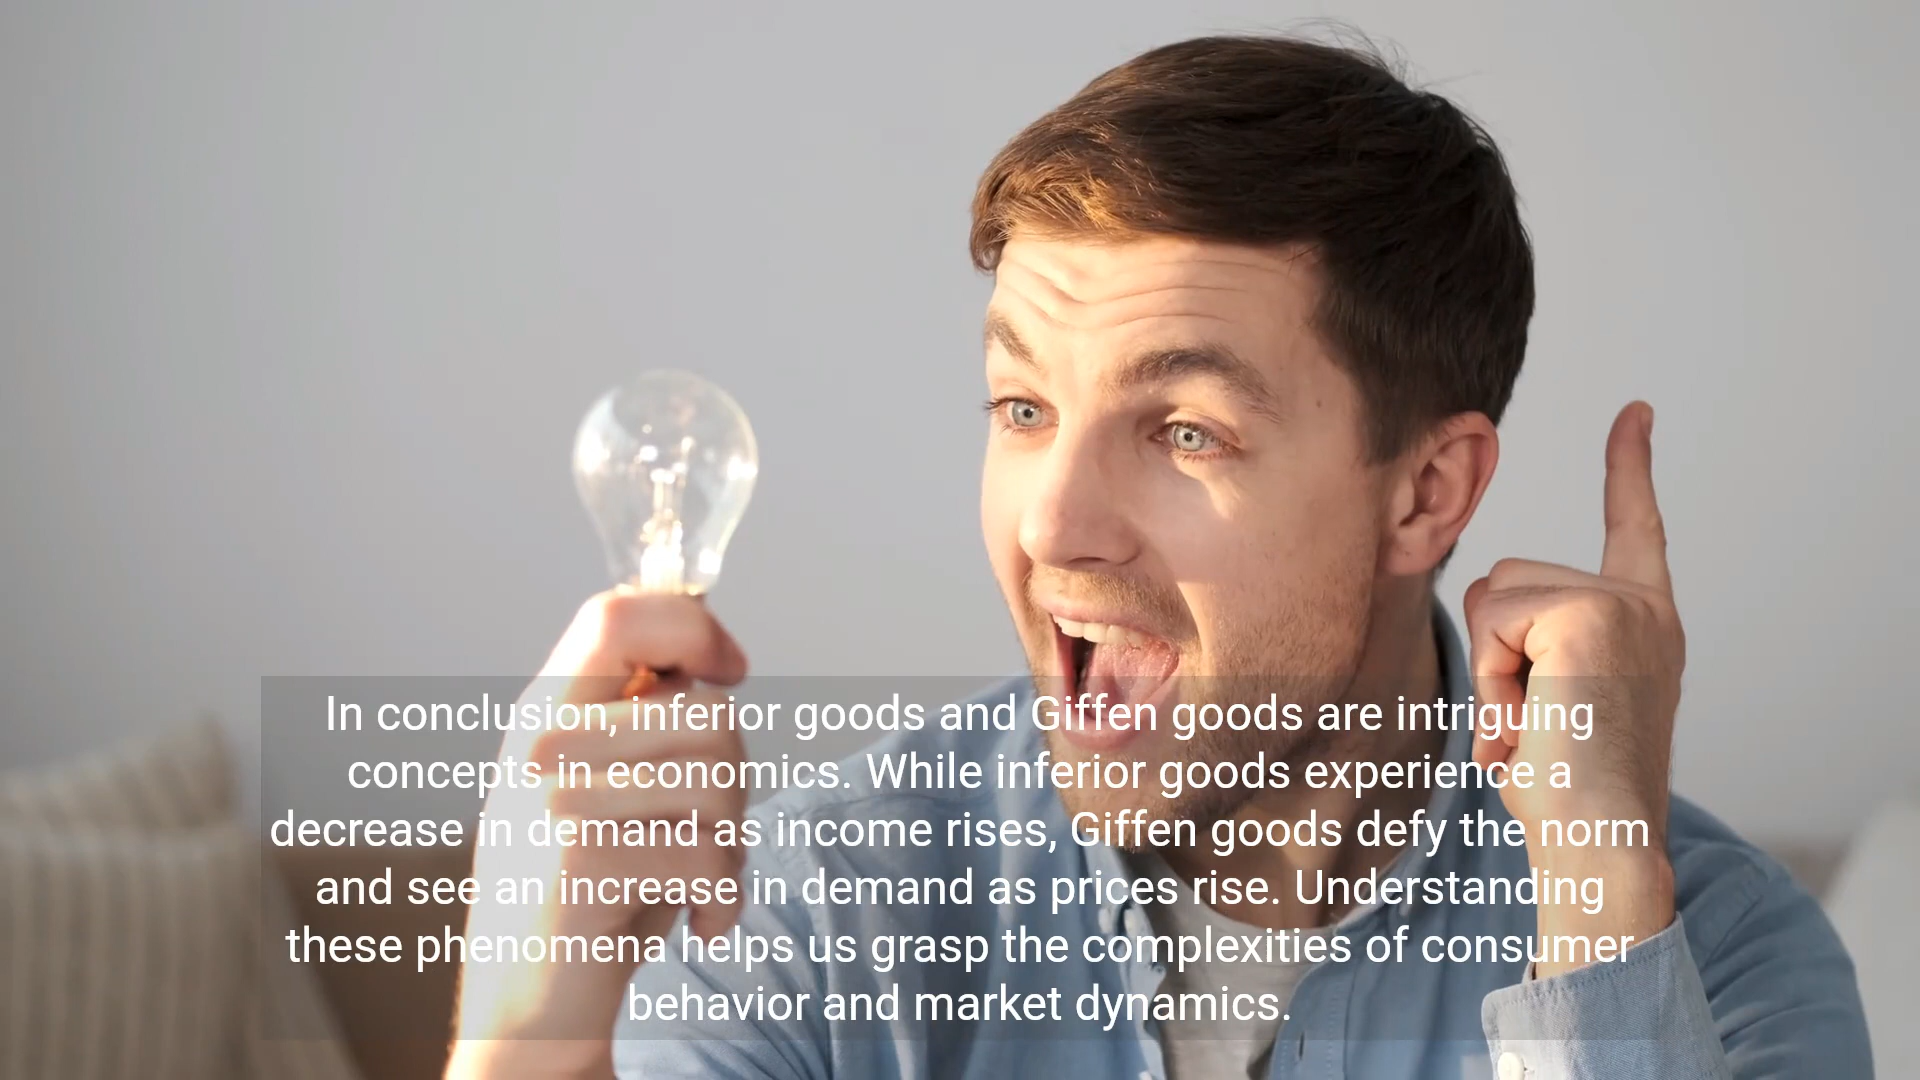 In conclusion, inferior goods and Giffen goods are intriguing
concepts in economics. While inferior goods experience a
decrease in demand as income rises, Giffen goods defy the norm
and see an increase in demand as prices rise. Understanding
these phenomena helps us grasp the complexities of consumer
behavior and market dynamics.